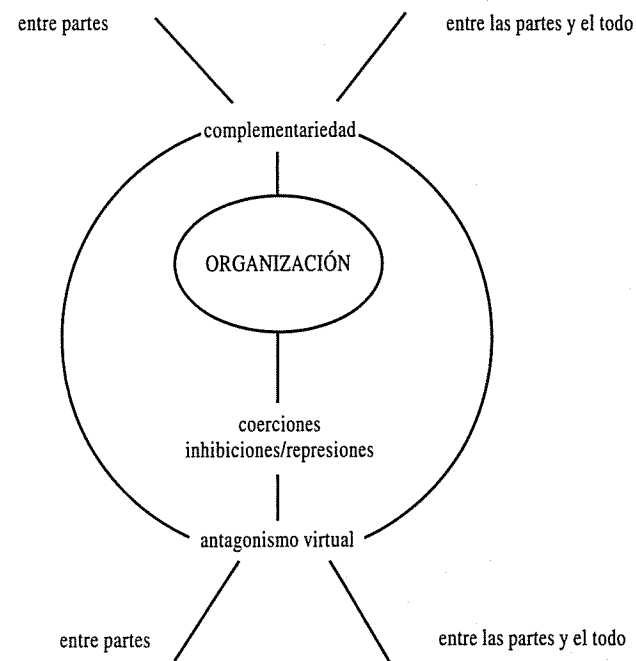 entre partes
entre las partes y el todo
complementariedad
ORGANIZACIÓN
coerciones
inhibiciones/represiones
antagonismo virtual
entre partes
entre las partes y el todo